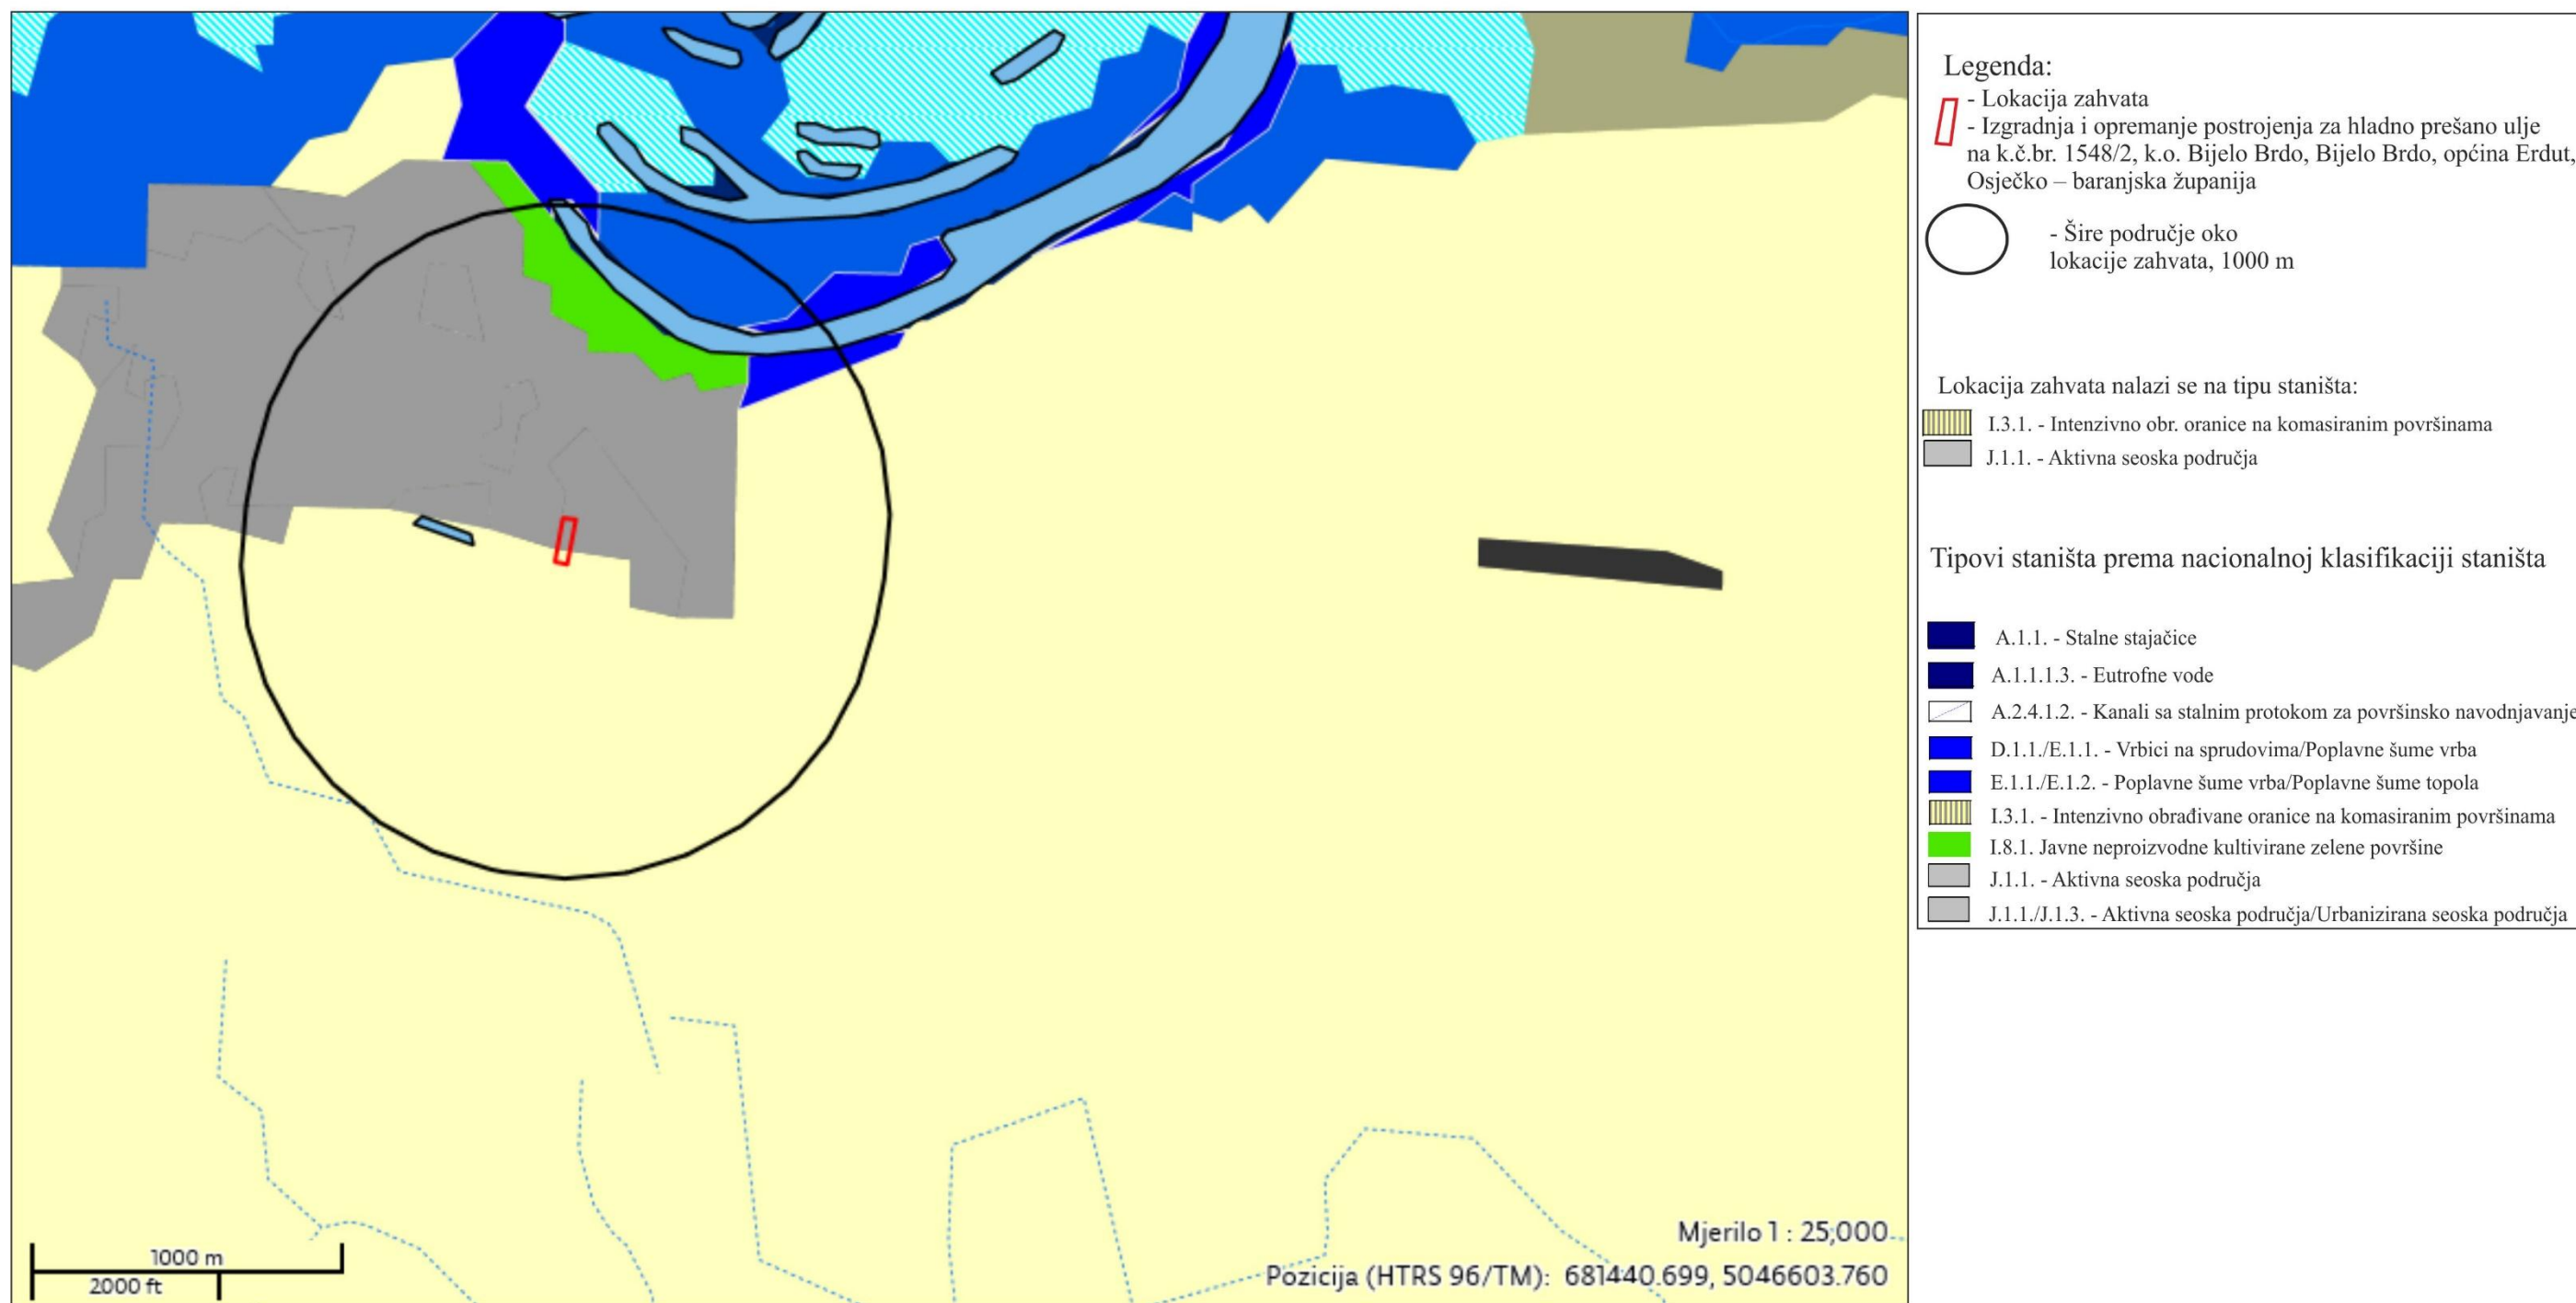 Legenda:
- Lokacija zahvata
- Izgradnja i opremanje postrojenja za hladno prešano ulje
na k.č.br. 1548/2, k.o. Bijelo Brdo, Bijelo Brdo, općina Erdut,
Osječko – baranjska županija
- Šire područje oko
lokacije zahvata, 1000 m
Lokacija zahvata nalazi se na tipu staništa:
I.3.1. - Intenzivno obr. oranice na komasiranim površinama
J.1.1. - Aktivna seoska područja
Tipovi staništa prema nacionalnoj klasifikaciji staništa
A.1.1. - Stalne stajačice
A.1.1.1.3. - Eutrofne vode
A.2.4.1.2. - Kanali sa stalnim protokom za površinsko navodnjavanje
D.1.1./E.1.1. - Vrbici na sprudovima/Poplavne šume vrba
E.1.1./E.1.2. - Poplavne šume vrba/Poplavne šume topola
I.3.1. - Intenzivno obrađivane oranice na komasiranim površinama
I.8.1. Javne neproizvodne kultivirane zelene površine
J.1.1. - Aktivna seoska područja
J.1.1./J.1.3. - Aktivna seoska područja/Urbanizirana seoska područja
Mjerilo 1 : 25,000
Pozicija (HTRS 96/TM): 681440.699, 5046603.760
1000 m
2000 ft